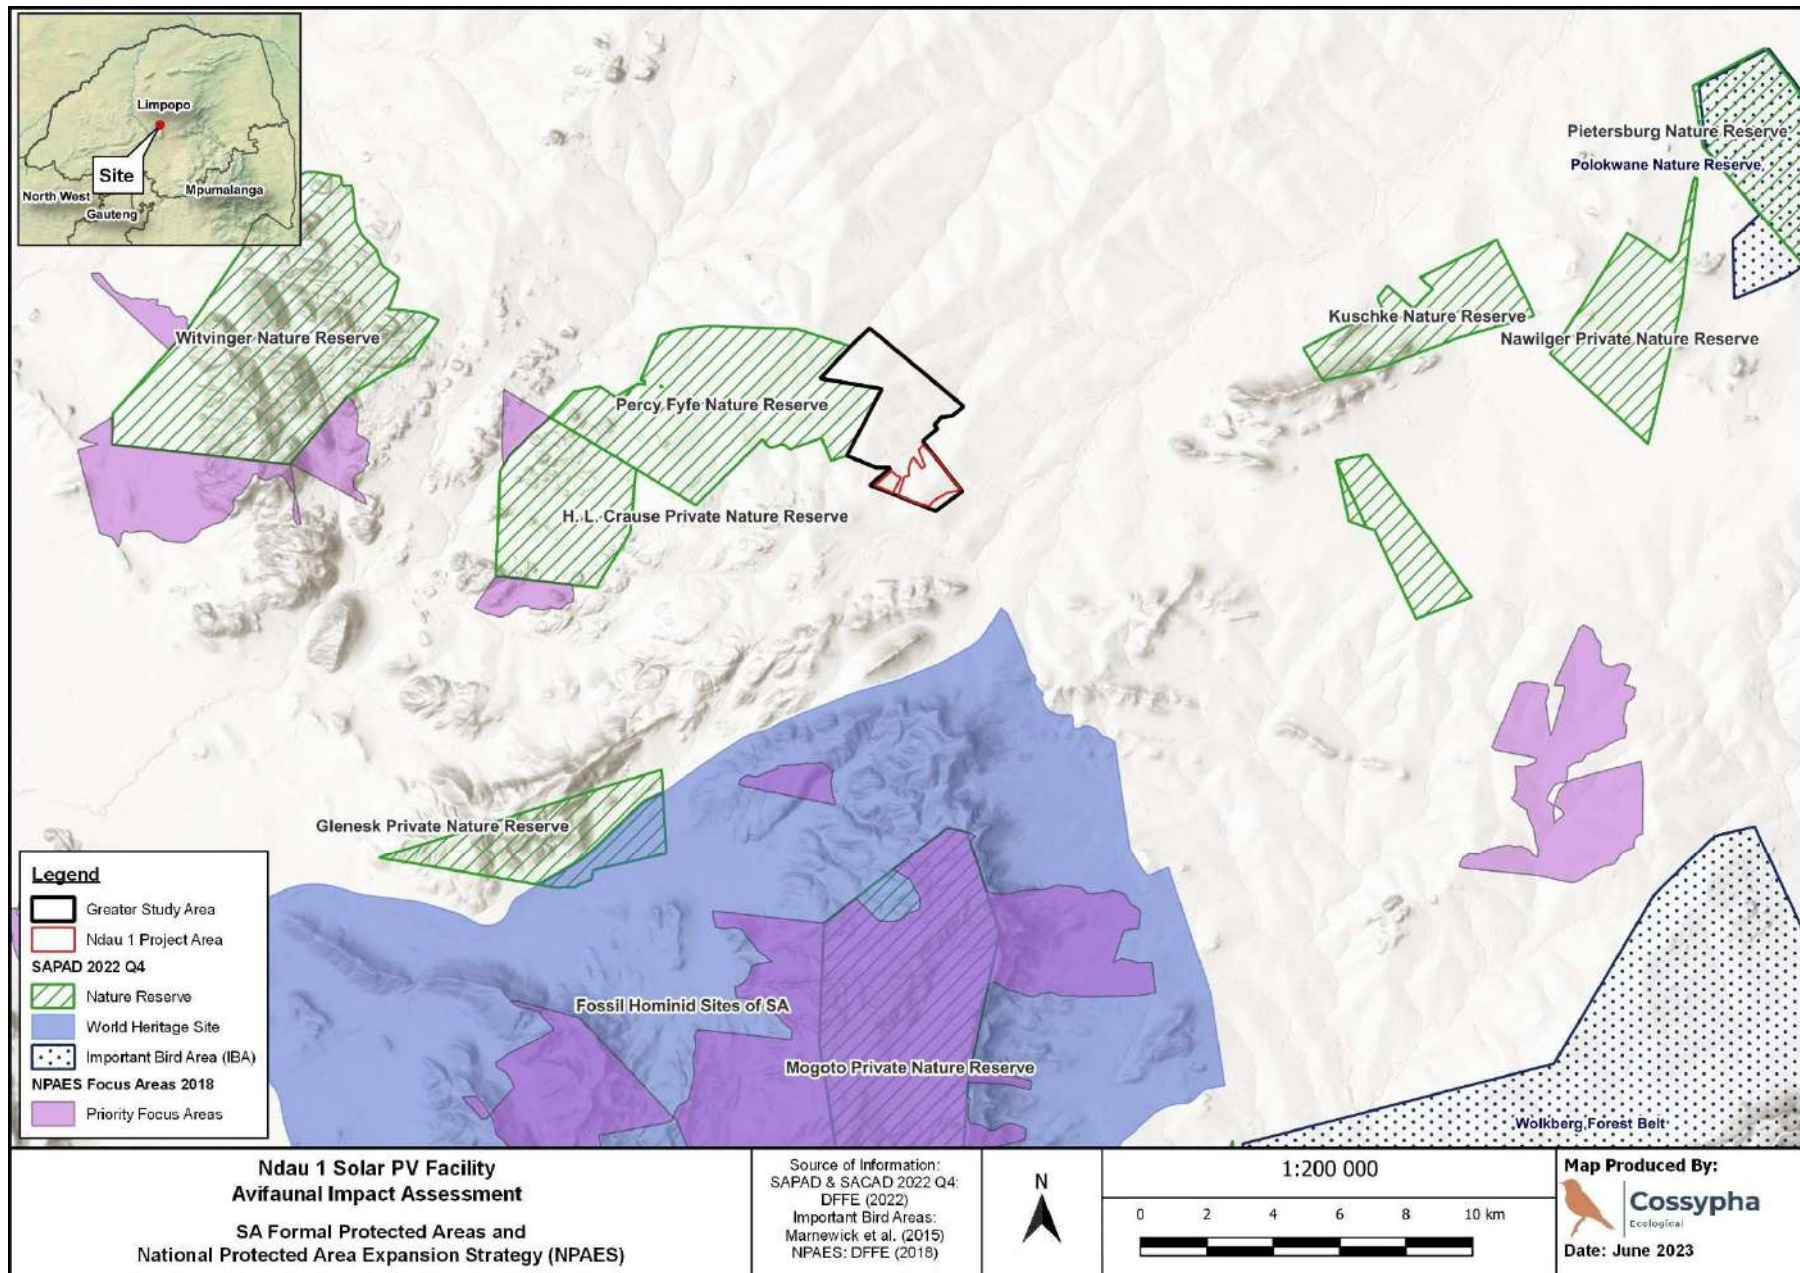 Limpopo
Site
North West
Gauteng
Mpumalanga
Pietersburg Nature Reserve
Polokwane Nature Reserve
Witvinger Nature Reserve
Kuschke Nature Reserve
Nawilger Private Nature Reserve
Percy Fyfe Nature Reserve
H. L. Crause Private Nature Reserve
Glenesk Private Nature Reserve
Fossil Hominid Sites of SA
Mogoto Private Nature Reserve
Wolkberg Forest Belt
Legend
Greater Study Area
Ndau 1 Project Area
SAPAD 2022 Q4
Nature Reserve
World Heritage Site
Important Bird Area (IBA)
NPAES Focus Areas 2018
Priority Focus Areas
Ndau 1 Solar PV Facility
Avifaunal Impact Assessment
SA Formal Protected Areas and
National Protected Area Expansion Strategy (NPAES)
Source of Information:
SAPAD & SACAD 2022 Q4:
DFFE (2022)
Important Bird Areas:
Marnewick et al. (2015)
NPAES: DFFE (2018)
N
1:200 000
0 2 4 6 8 10 km
Map Produced By:
Cossypha
Ecological
Date: June 2023